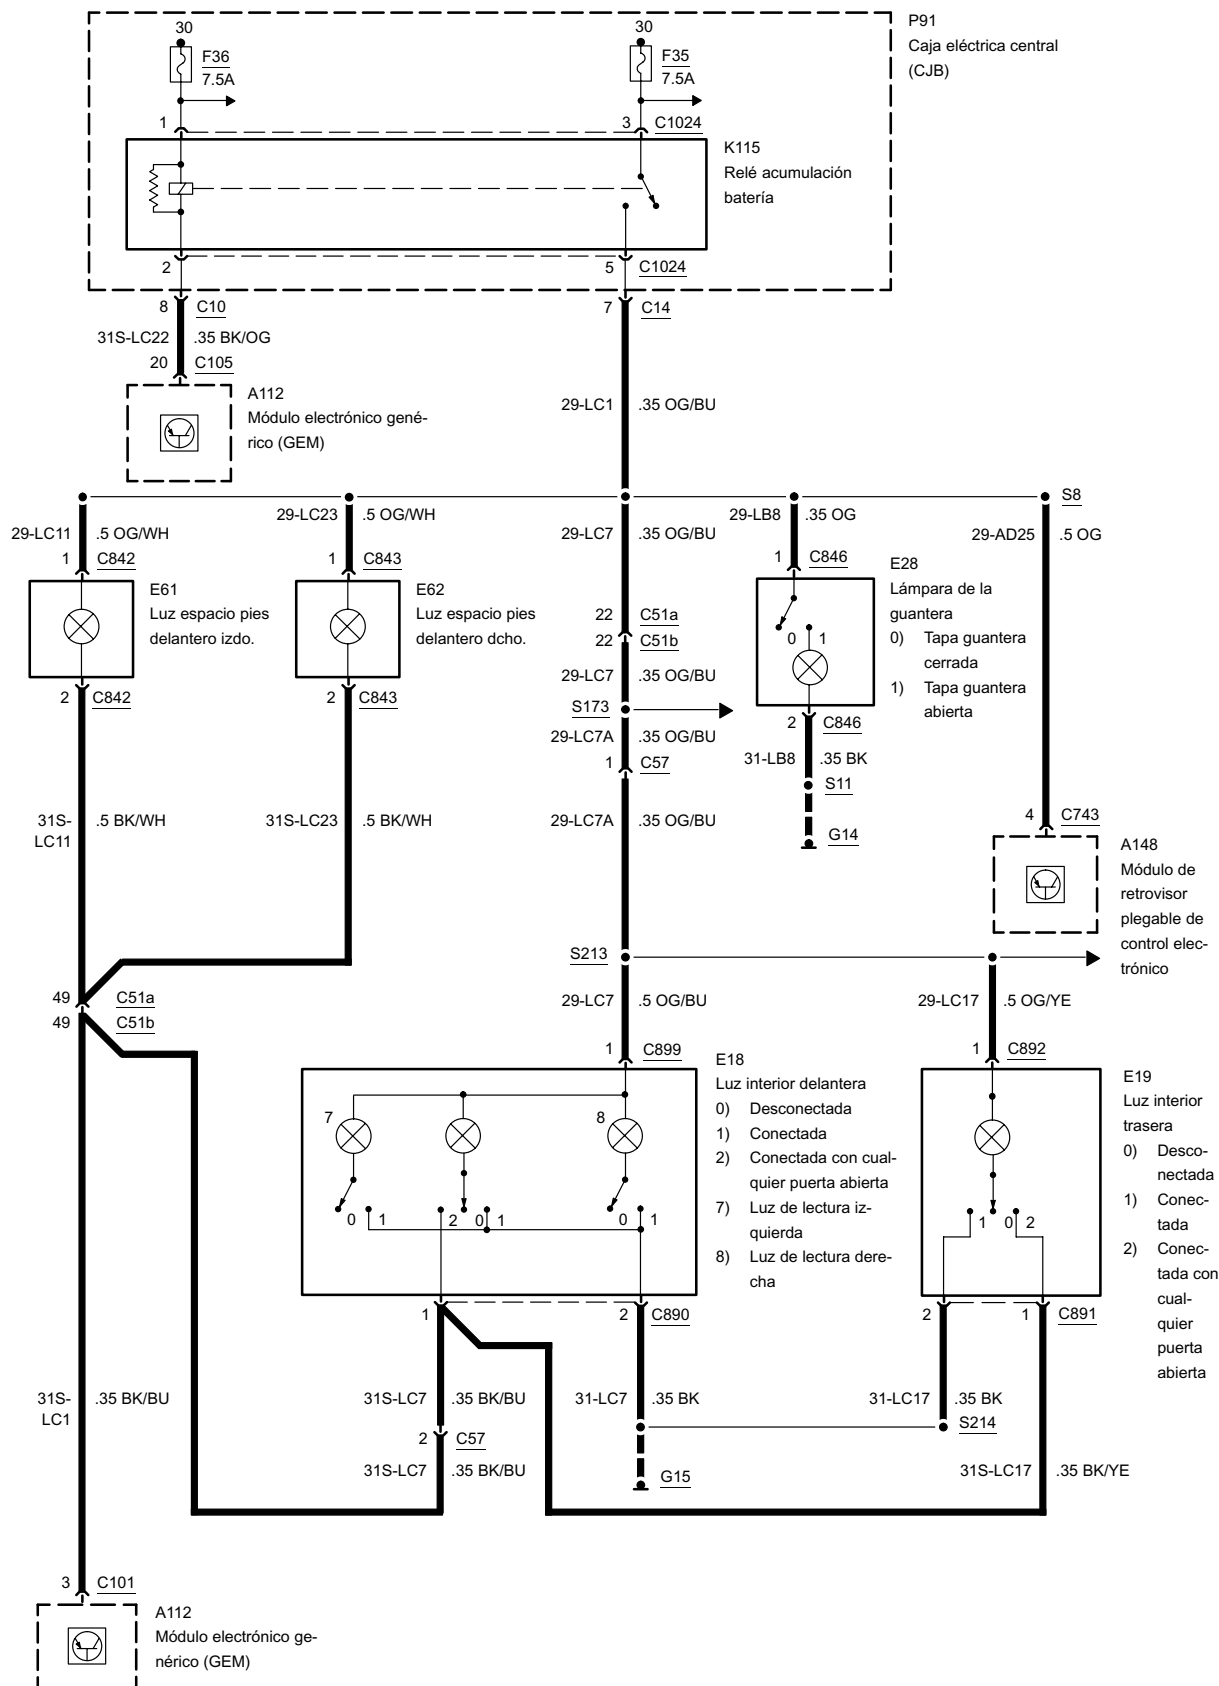 P91
Caja eléctrica central
(CJB)
30
F36
7.5A
30
F35
7.5A
1
3 C1024
K115
Relé acumulación
batería
2
5 C1024
8 C10
7 C14
31S-LC22 .35 BK/OG
20 C105
A112
Módulo electrónico gené-
rico (GEM)
29-LC1 .35 OG/BU
S8
29-LC11 .5 OG/WH
29-LC23 .5 OG/WH
29-LC7 .35 OG/BU
29-LB8 .35 OG
29-AD25 .5 OG
1 C842
1 C843
1 C846
E61
Luz espacio pies
delantero izdo.
E62
Luz espacio pies
delantero dcho.
22 C51a
22 C51b
0 1
E28
Lámpara de la
guantera
0) Tapa guantera
cerrada
1) Tapa guantera
abierta
29-LC7 .35 OG/BU
2 C842
2 C843
S173
2 C846
29-LC7A .35 OG/BU
31-LB8 .35 BK
1 C57
S11
31S-
LC11
.5 BK/WH
31S-LC23 .5 BK/WH
29-LC7A .35 OG/BU
G14
4 C743
A148
Módulo de
retrovisor
plegable de
control elec-
trónico
S213
49 C51a
49 C51b
29-LC7 .5 OG/BU
29-LC17 .5 OG/YE
1 C899
1 C892
E18
Luz interior delantera
0) Desconectada
1) Conectada
2) Conectada con cual-
quier puerta abierta
7) Luz de lectura iz-
quierda
8) Luz de lectura dere-
cha
7
8
0 1
2 0 1
0 1
E19
Luz interior
trasera
0) Desco-
nectada
1) Conec-
tada
2) Conec-
tada con
cual-
quier
puerta
abierta
1 0 2
1
2 C890
2
1 C891
31S-
LC1
.35 BK/BU
31S-LC7 .35 BK/BU
31-LC7 .35 BK
31-LC17 .35 BK
S214
2 C57
31S-LC7 .35 BK/BU
G15
31S-LC17 .35 BK/YE
3 C101
A112
Módulo electrónico ge-
nérico (GEM)